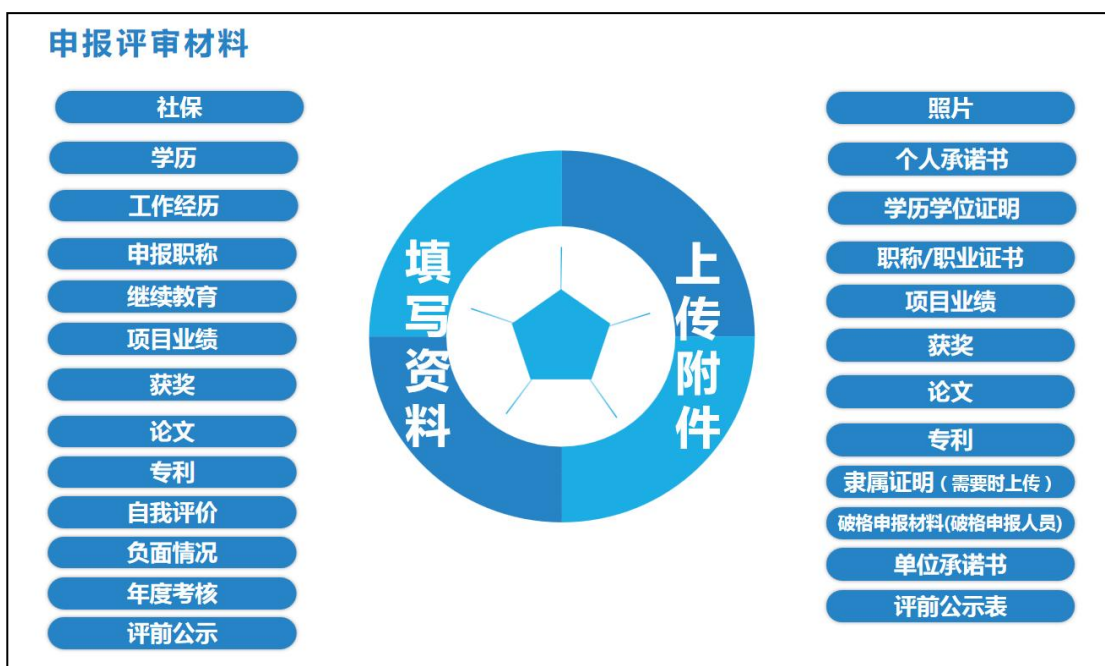 申报评审材料
社保
学历
工作经历
申报职称
继续教育
项目业绩
获奖
论文
专利
自我评价
负面情况
年度考核
评前公示
填写资料
上传附件
照片
个人承诺书
学历学位证明
职称/职业证书
项目业绩
获奖
论文
专利
隶属证明（需要时上传）
破格申报材料(破格申报人员)
单位承诺书
评前公示表